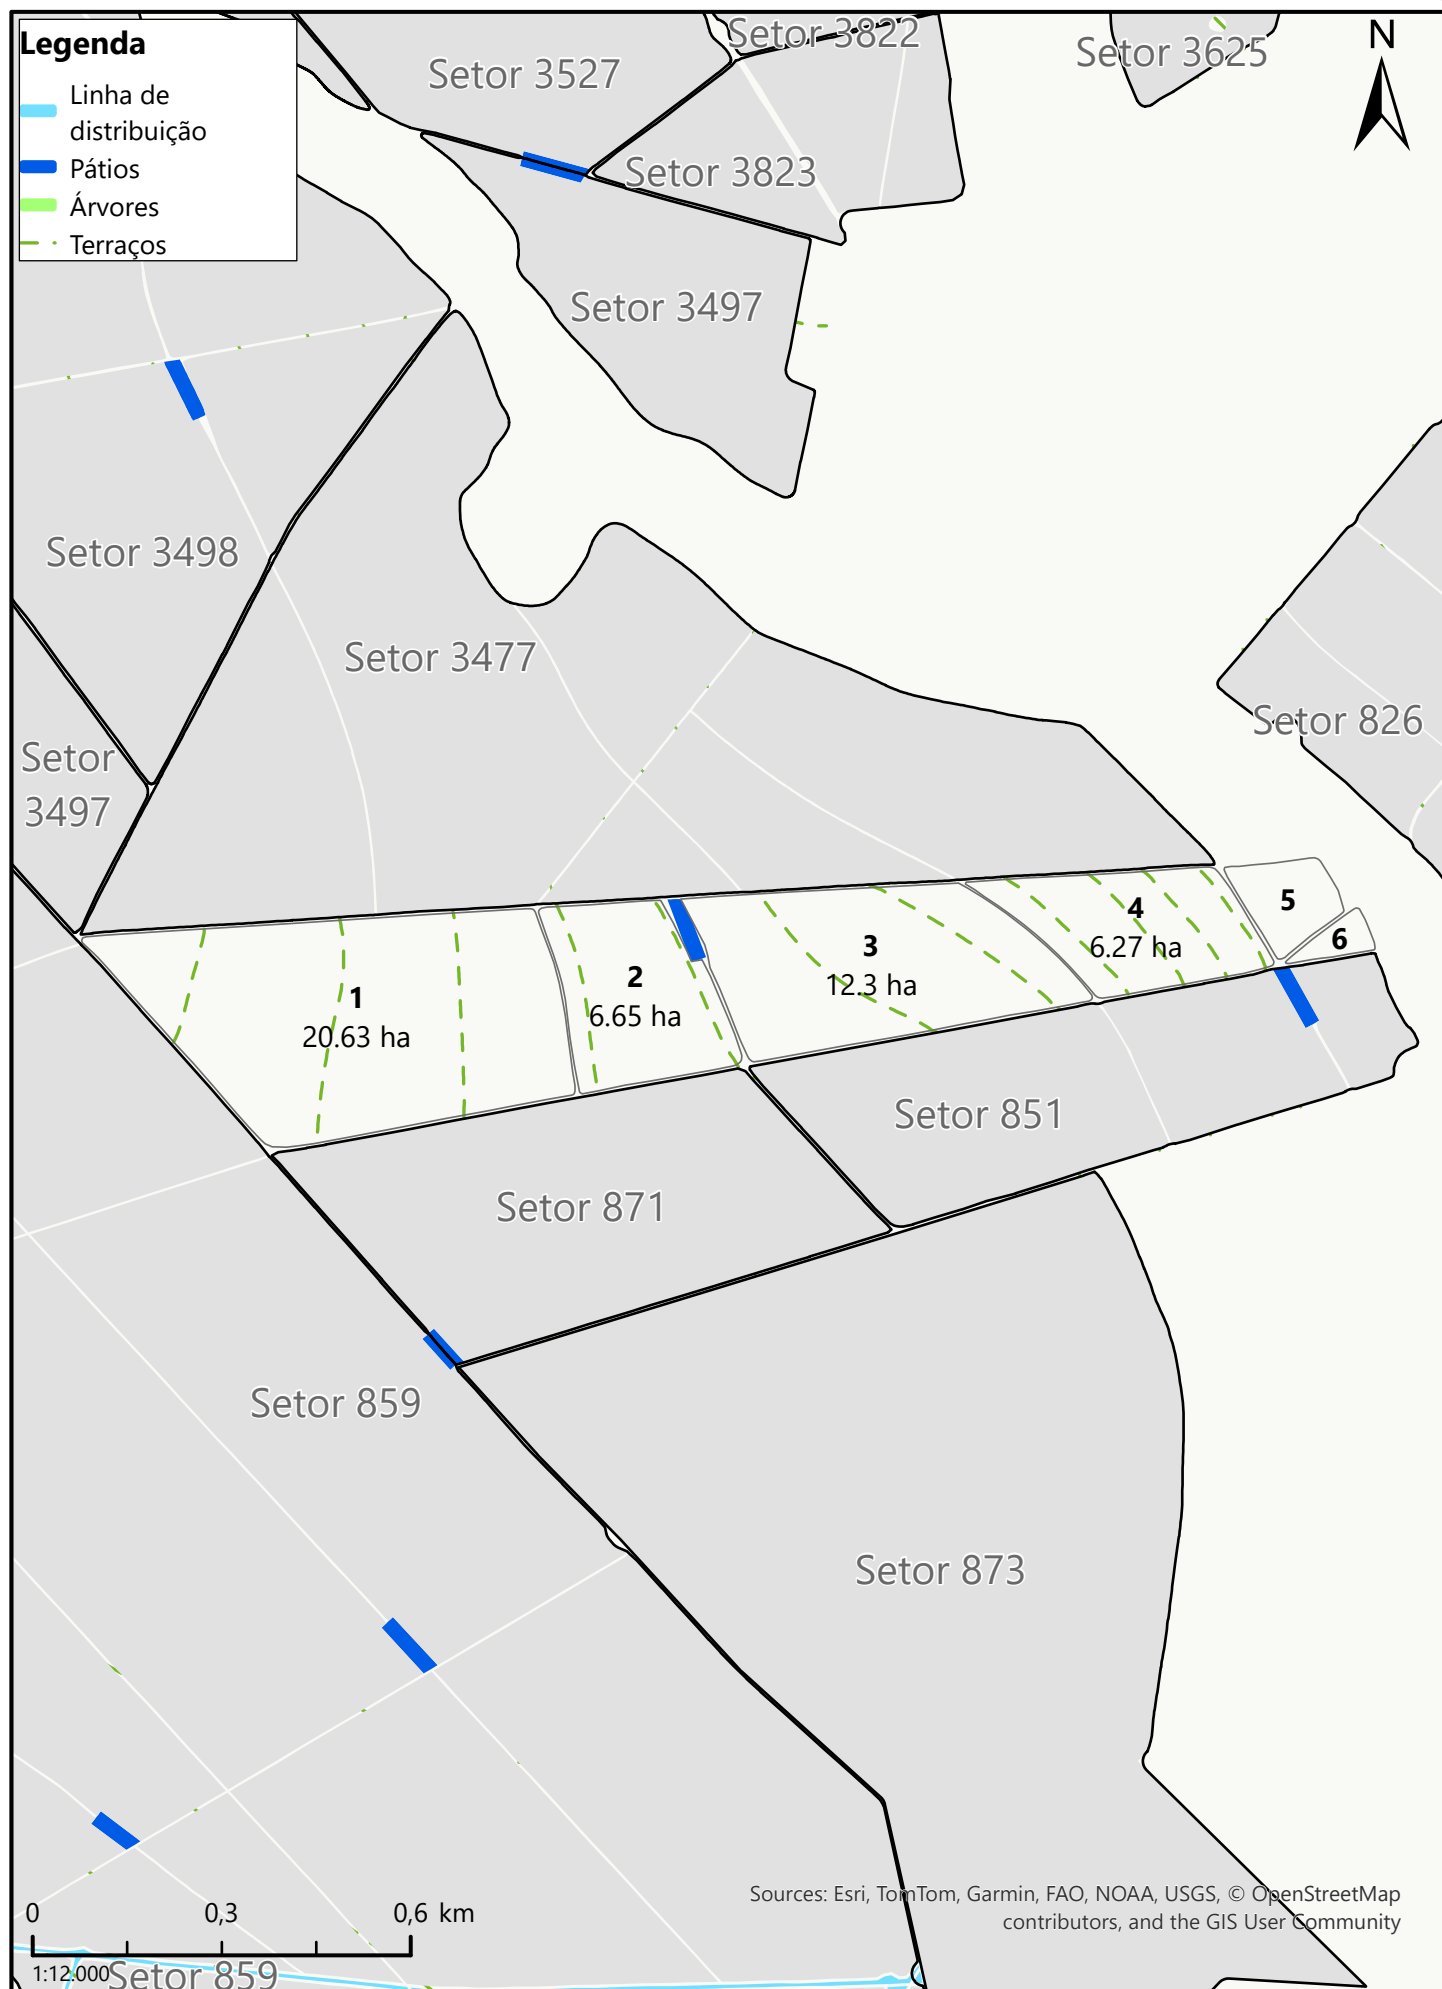 Legenda
Linha de
distribuição
Pátios
Árvores
Terraços
N
Setor 3822
Setor 3527
Setor 3625
Setor 3823
Setor 3497
Setor 3498
Setor 3477
Setor 826
Setor
3497
1
20.63 ha
2
6.65 ha
3
12.3 ha
4
6.27 ha
5
6
Setor 851
Setor 871
Setor 859
Setor 873
Sources: Esri, TomTom, Garmin, FAO, NOAA, USGS, © OpenStreetMap
contributors, and the GIS User Community
0 0,3 0,6 km
1:12.000
Setor 859